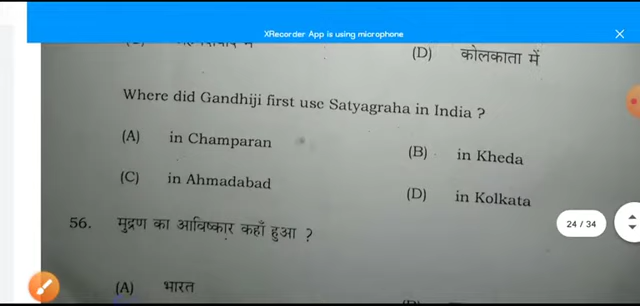 XRecorder App is using microphone
(D) कोलकाता में
Where did Gandhiji first use Satyagraha in India ?
(A) in Champaran
(B) in Kheda
(C) in Ahmadabad
(D) in Kolkata
24 / 34
56. मुद्रण का आविष्कार कहाँ हुआ ?
(A) भारत